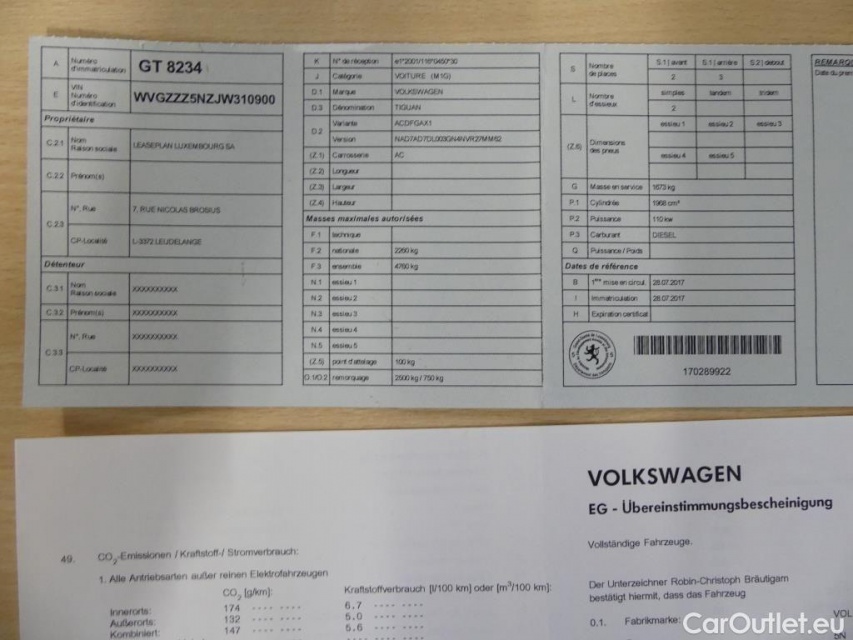 A Numéro d'immatriculation GT 8234
E VIN Numéro d'identification WVGZZZ5NZJW310900
Propriétaire
C.2.1 Nom Raison sociale LEASEPLAN LUXEMBOURG SA
C.2.2 Prénom(s)
C.2.3 N°, Rue 7, RUE NICOLAS BROSIUS
CP-Localité L-3372 LEUDELANGE
Détenteur
C.3.1 Nom Raison sociale XXXXXXXXXX
C.3.2 Prénom(s) XXXXXXXXXX
C.3.3 N°, Rue XXXXXXXXXX
CP-Localité XXXXXXXXXX
K N° de réception e1*2001/116*0450*30
J Catégorie VOITURE (M1G)
D.1 Marque VOLKSWAGEN
D.3 Dénomination TIGUAN
D.2 Variante ACDFGAX1
Version NAD7AD7DL003GN4NVR27MM62
(Z.1) Carrosserie AC
(Z.2) Longueur
(Z.3) Largeur
(Z.4) Hauteur
Masses maximales autorisées
F.1 technique
F.2 nationale 2260 kg
F.3 ensemble 4760 kg
N.1 essieu 1
N.2 essieu 2
N.3 essieu 3
N.4 essieu 4
N.5 essieu 5
(Z.5) point d'attelage 100 kg
O.1/O.2 remorquage 2500 kg / 750 kg
S Nombre de places S.1 | avant S.1 | arrière S.2 | debout
2 3
L Nombre d'essieux simples tandem tridem
2
(Z.6) Dimensions des pneus essieu 1 essieu 2 essieu 3
essieu 4 essieu 5
G Masse en service 1673 kg
P.1 Cylindrée 1968 cm³
P.2 Puissance 110 kw
P.3 Carburant DIESEL
Q Puissance / Poids
Dates de référence
B 1ère mise en circul. 28.07.2017
I Immatriculation 28.07.2017
H Expiration certificat
170289922
REMARQ
Date du prem
VOLKSWAGEN
EG - Übereinstimmungsbescheinigung
Vollständige Fahrzeuge.
Der Unterzeichner Robin-Christoph Bräutigam
bestätigt hiermit, dass das Fahrzeug
0.1. Fabrikmarke: VOL
49. CO2-Emissionen / Kraftstoff-/ Stromverbrauch:
1. Alle Antriebsarten außer reinen Elektrofahrzeugen
CO2 [g/km]: Kraftstoffverbrauch [l/100 km] oder [m³/100 km]:
Innerorts: 174 ---- ---- 6.7 ---- ----
Außerorts: 132 ---- ---- 5.0 ---- ----
Kombiniert: 147 ---- ---- 5.6 ---- ----
CarOutlet.eu